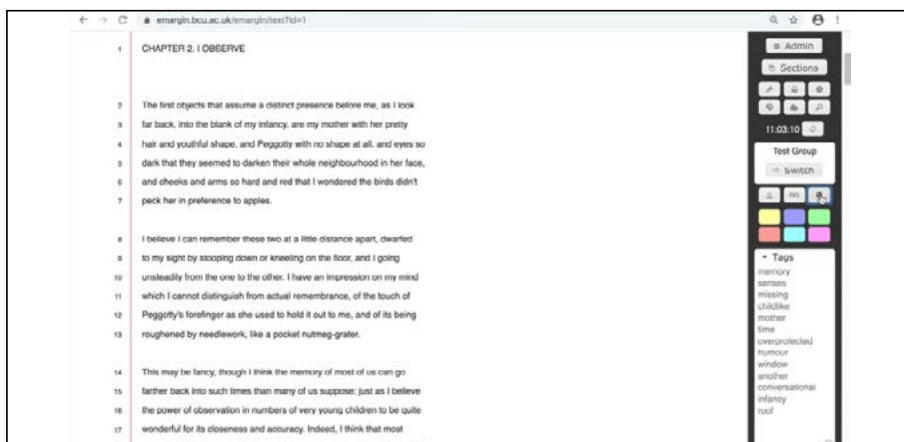 emargin.bcu.ac.uk/emargin/text?id=1
1 CHAPTER 2. I OBSERVE
2 The first objects that assume a distinct presence before me, as I look
3 far back, into the blank of my infancy, are my mother with her pretty
4 hair and youthful shape, and Peggotty with no shape at all, and eyes so
5 dark that they seemed to darken their whole neighbourhood in her face,
6 and cheeks and arms so hard and red that I wondered the birds didn't
7 peck her in preference to apples.
8 I believe I can remember these two at a little distance apart, dwarfed
9 to my sight by stooping down or kneeling on the floor, and I going
10 unsteadily from the one to the other. I have an impression on my mind
11 which I cannot distinguish from actual remembrance, of the touch of
12 Peggotty's forefinger as she used to hold it out to me, and of its being
13 roughened by needlework, like a pocket nutmeg-grater.
14 This may be fancy, though I think the memory of most of us can go
15 farther back into such times than many of us suppose; just as I believe
16 the power of observation in numbers of very young children to be quite
17 wonderful for its closeness and accuracy. Indeed, I think that most
Admin
Sections
11:03:10
Test Group
Switch
Tags
memory
senses
missing
childlike
mother
time
overprotected
humour
window
another
conversational
infancy
roof